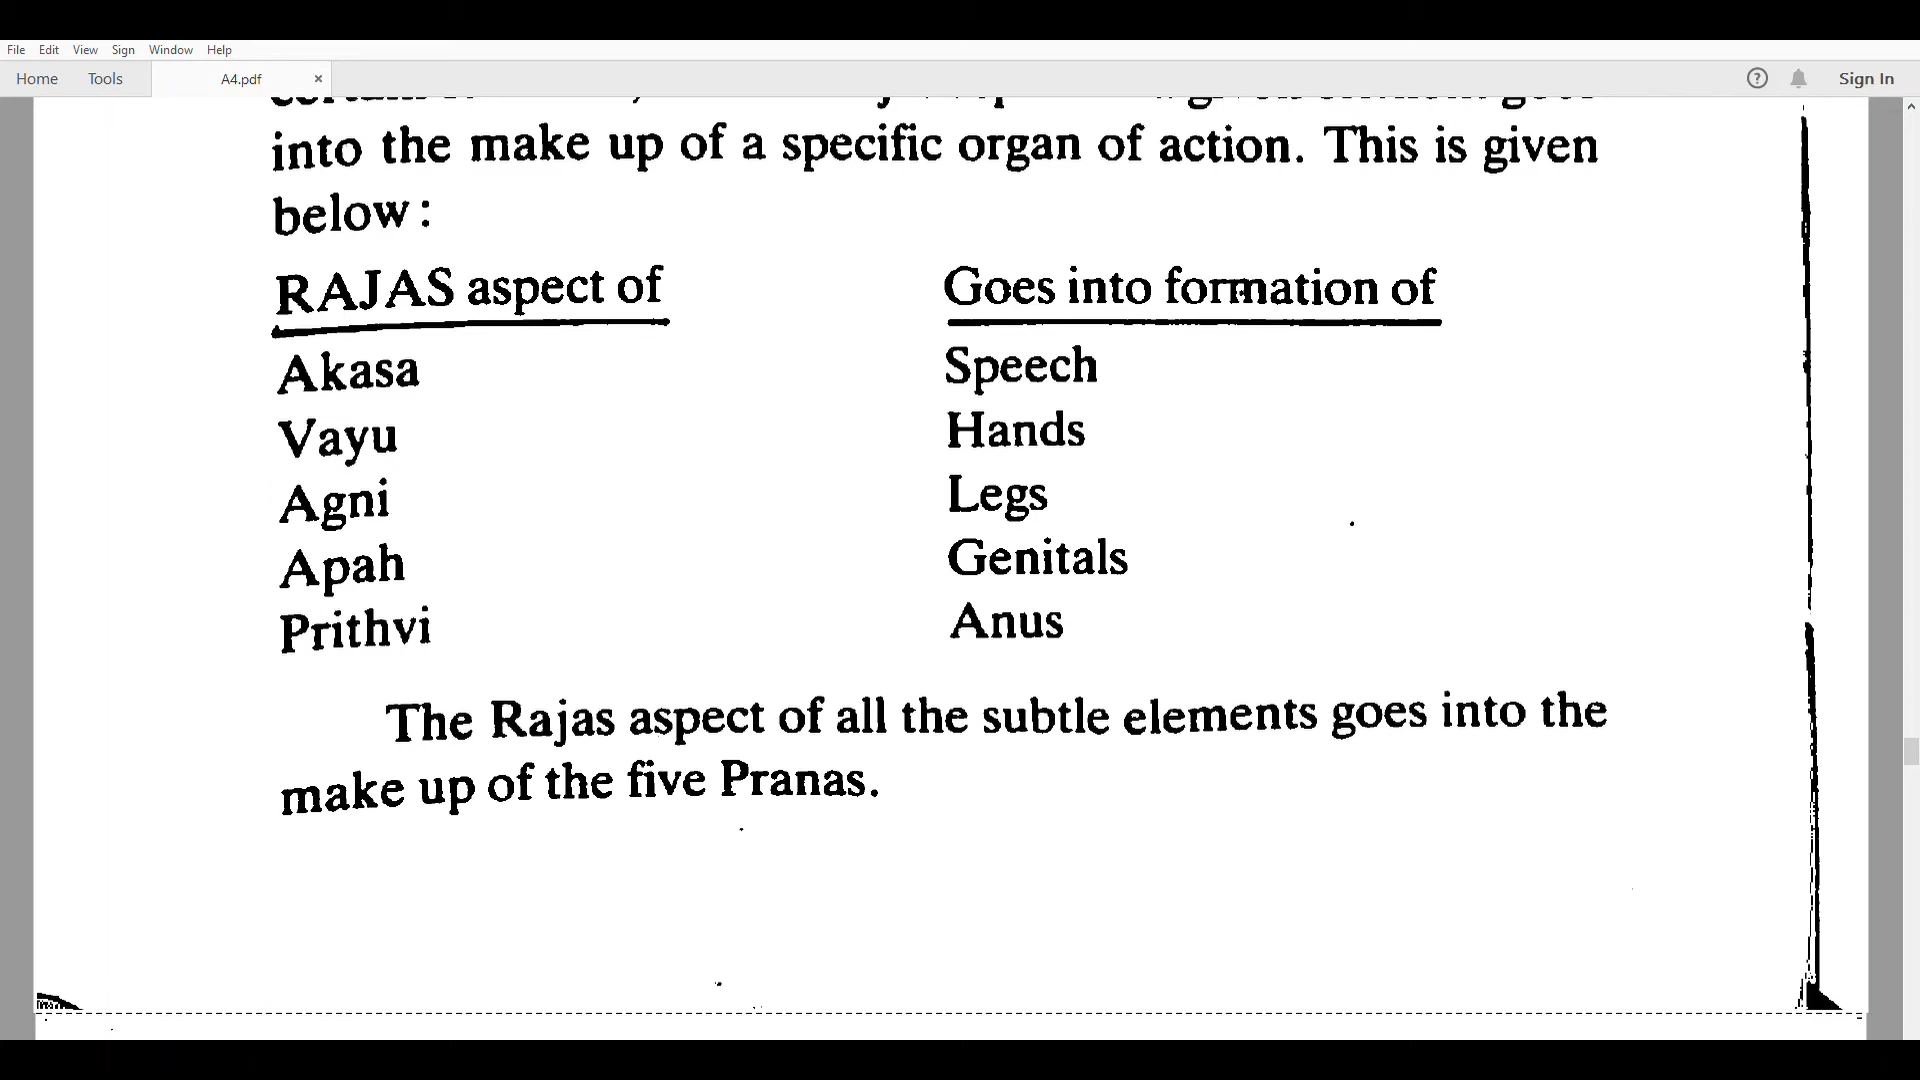 File Edit View Sign Window Help
Home Tools A4.pdf × ? Sign In
into the make up of a specific organ of action. This is given
below:
RAJAS aspect of Goes into formation of
Akasa Speech
Vayu Hands
Agni Legs
Apah Genitals
Prithvi Anus
The Rajas aspect of all the subtle elements goes into the
make up of the five Pranas.